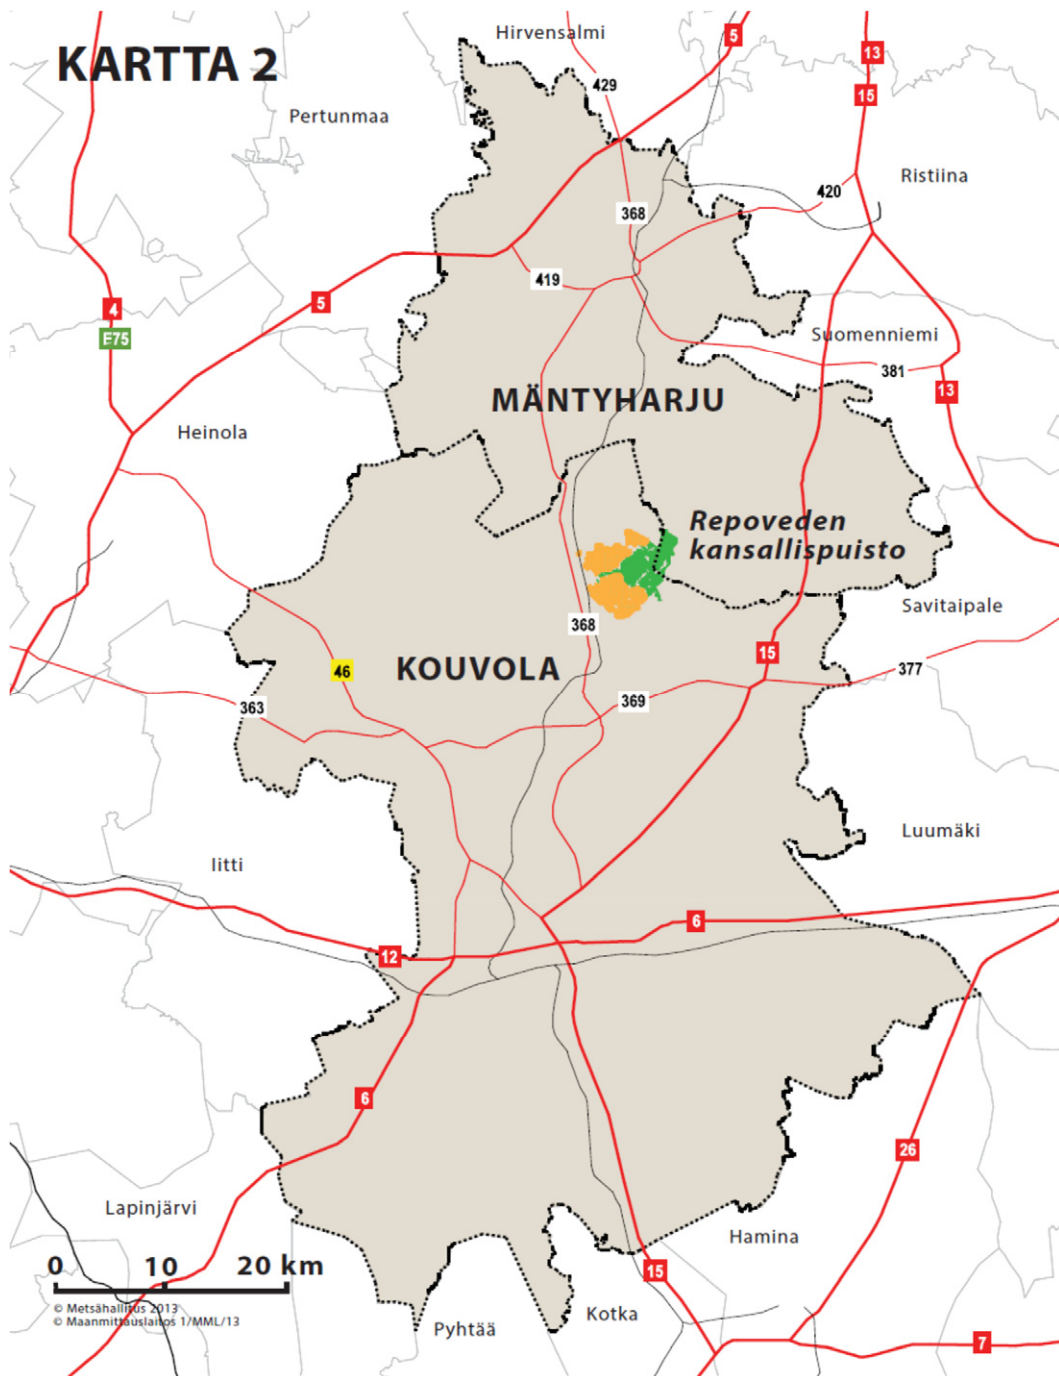 Hirvensalmi
5
KARTTA 2
13
429
15
Pertunmaa
Ristiina
420
368
419
5
4
E75
Suomenniemi
381
13
MÄNTYHARJU
Heinola
Repoveden
kansallispuisto
Savitaipale
368
15
377
46
KOUVOLA
369
363
Luumäki
Iitti
6
12
6
26
Lapinjärvi
Hamina
0 10 20 km
15
© Metsähallitus 2013
© Maanmittauslaitos 1/MML/13
Kotka
Pyhtää
7